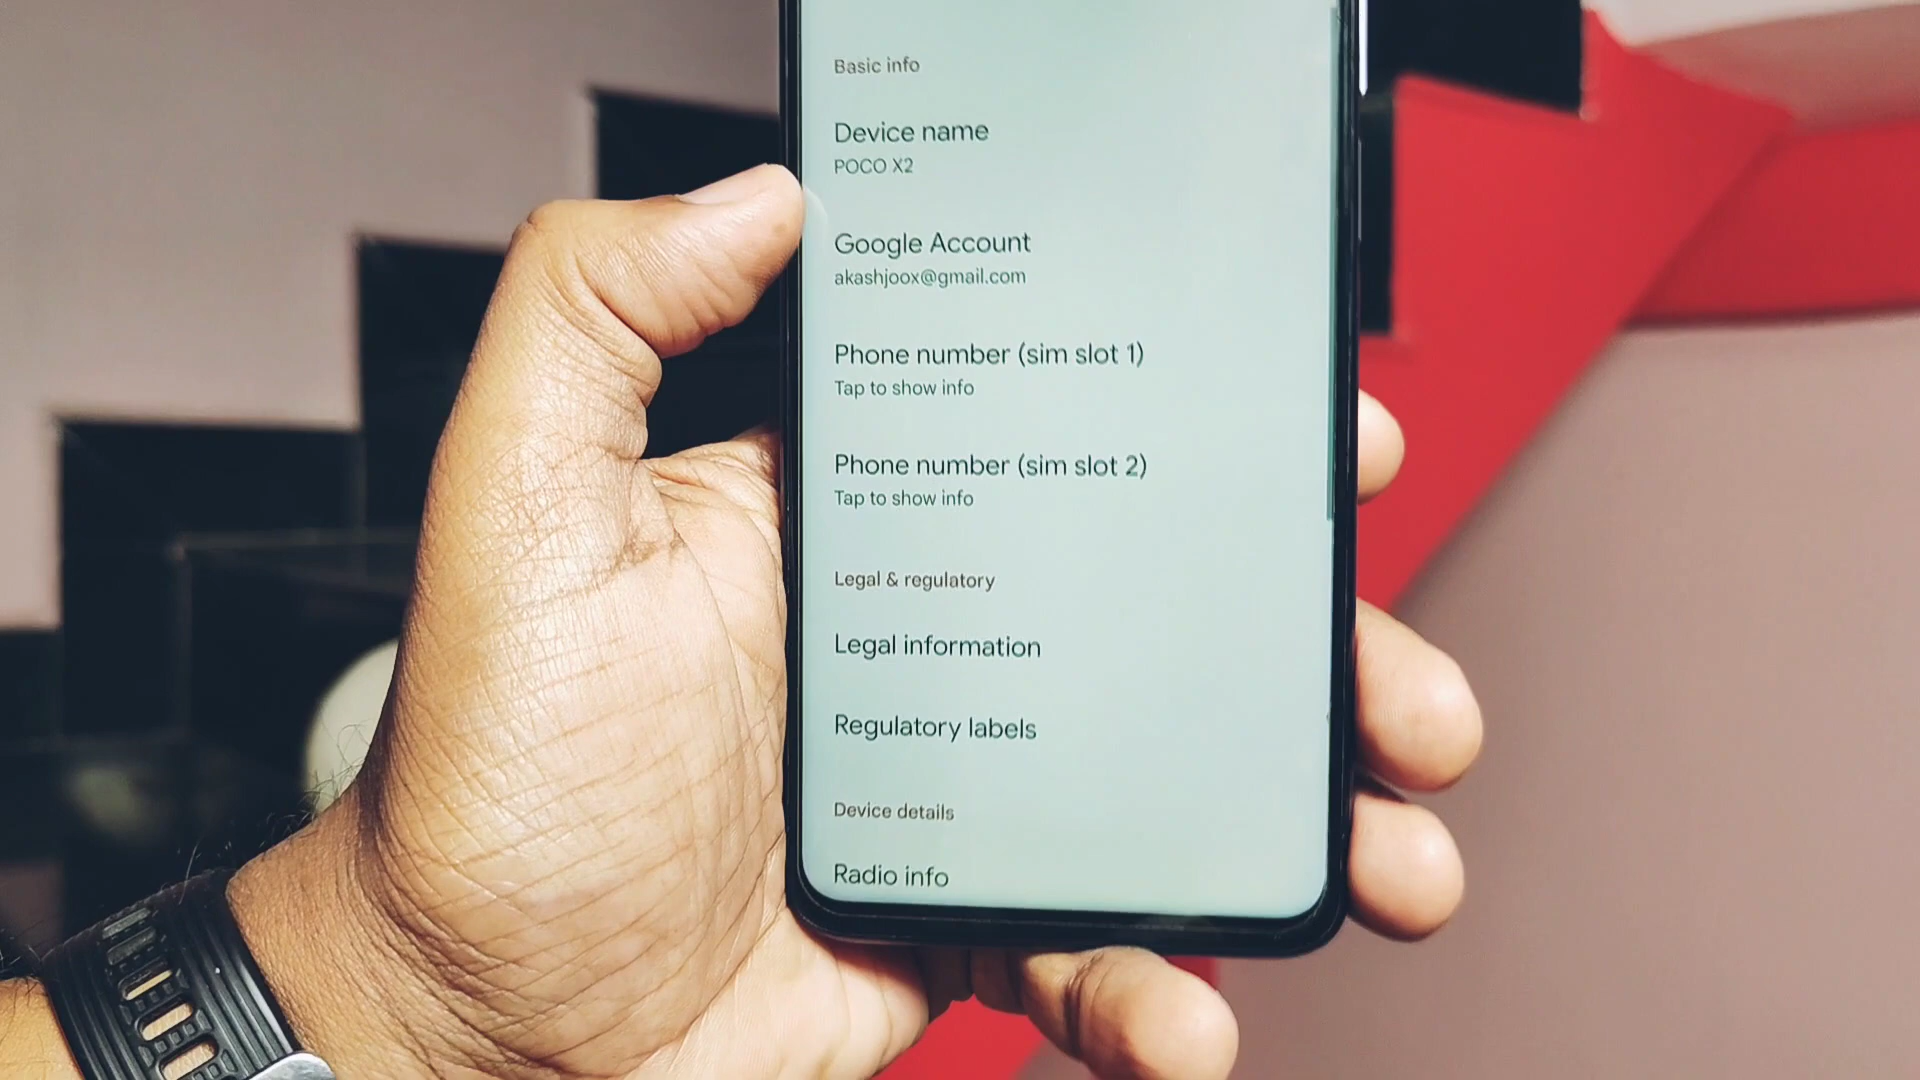 Basic info
Device name
POCO X2
Google Account
akashjoox@gmail.com
Phone number (sim slot 1)
Tap to show info
Phone number (sim slot 2)
Tap to show info
Legal & regulatory
Legal information
Regulatory labels
Device details
Radio info